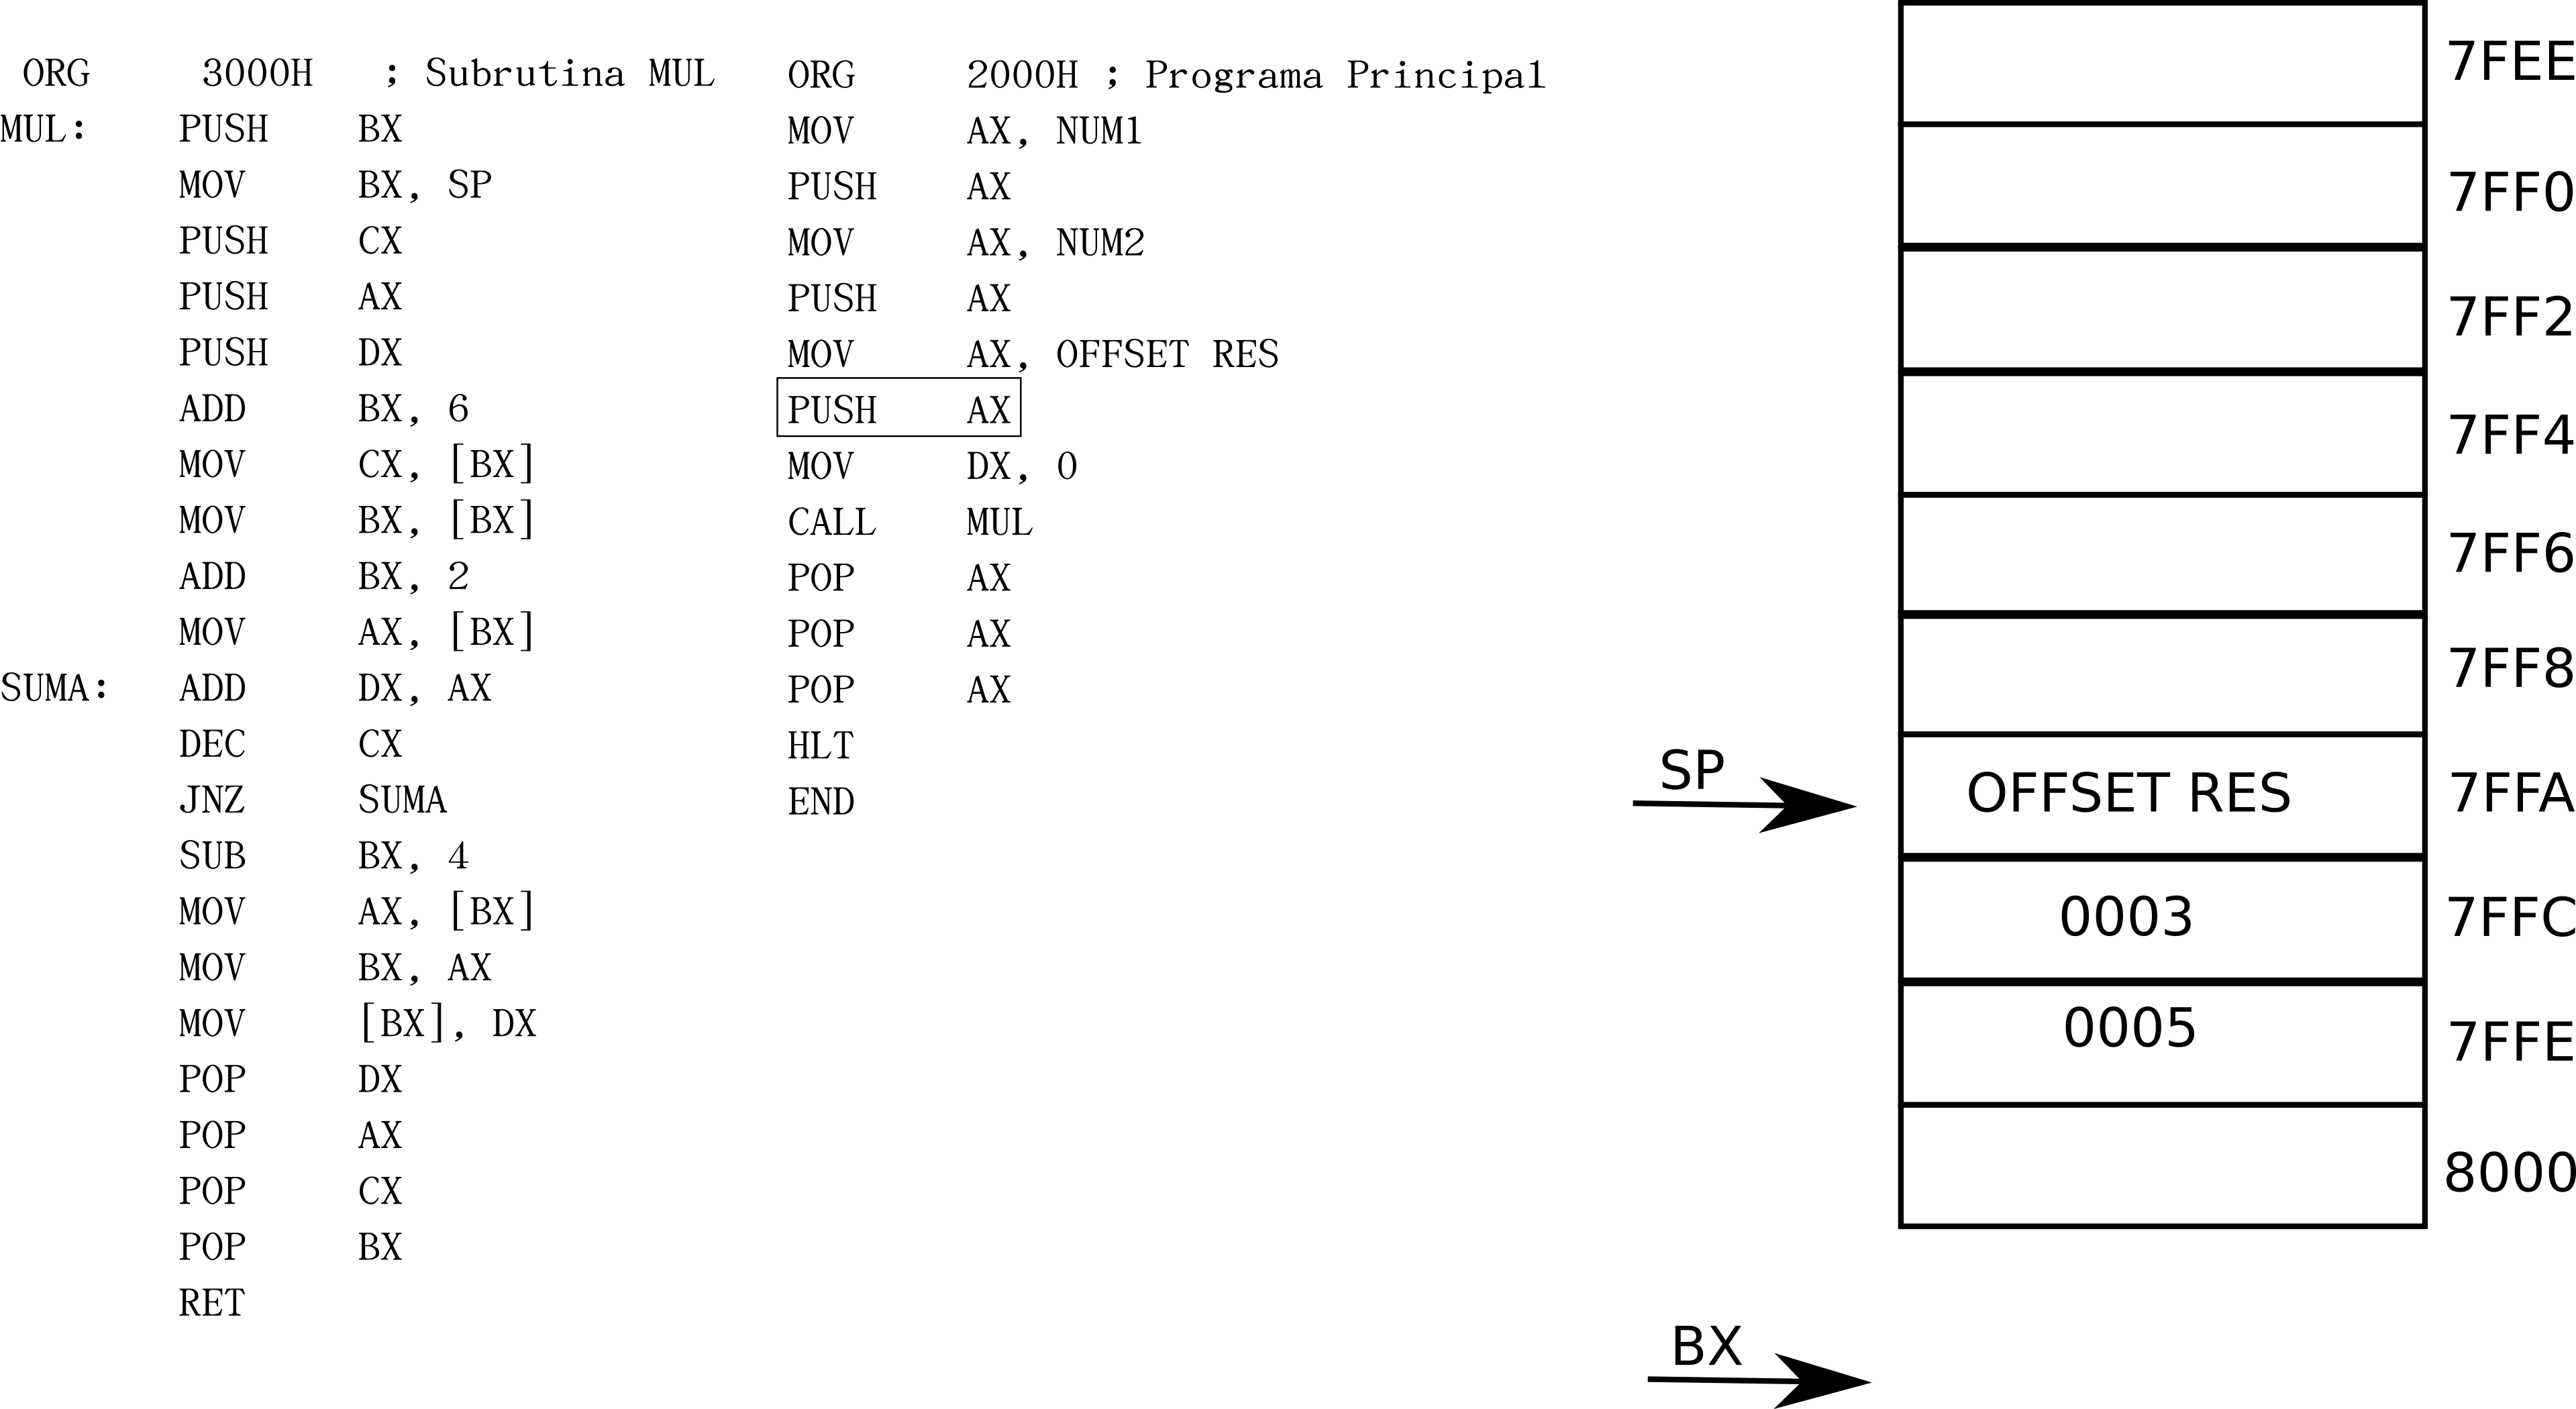 ORG 3000H ; Subrutina MUL
MUL: PUSH BX
MOV BX, SP
PUSH CX
PUSH AX
PUSH DX
ADD BX, 6
MOV CX, [BX]
MOV BX, [BX]
ADD BX, 2
MOV AX, [BX]
SUMA: ADD DX, AX
DEC CX
JNZ SUMA
SUB BX, 4
MOV AX, [BX]
MOV BX, AX
MOV [BX], DX
POP DX
POP AX
POP CX
POP BX
RET
ORG 2000H ; Programa Principal
MOV AX, NUM1
PUSH AX
MOV AX, NUM2
PUSH AX
MOV AX, OFFSET RES
PUSH AX
MOV DX, 0
CALL MUL
POP AX
POP AX
POP AX
HLT
END
7FEE
7FF0
7FF2
7FF4
7FF6
7FF8
SP OFFSET RES 7FFA
0003 7FFC
0005 7FFE
8000
BX